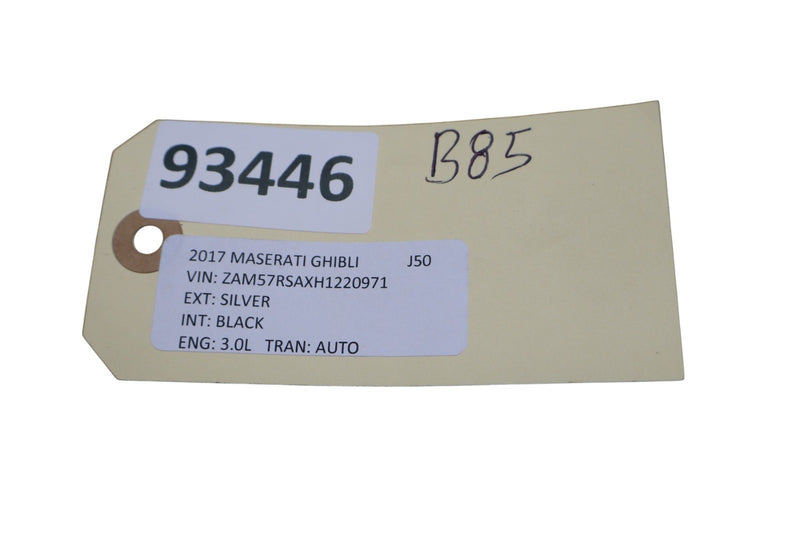 93446
B85
2017 MASERATI GHIBLI J50
VIN: ZAM57RSAXH1220971
EXT: SILVER
INT: BLACK
ENG: 3.0L TRAN: AUTO